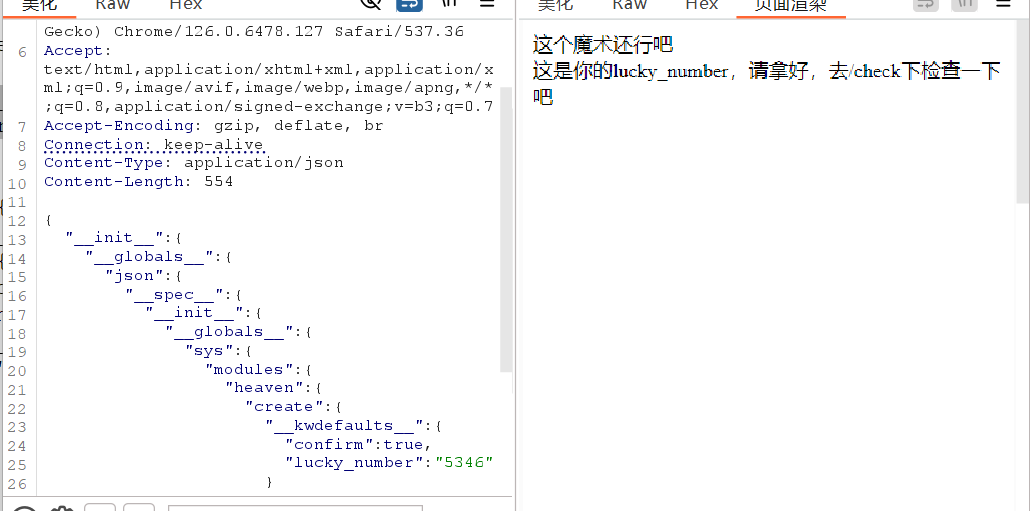 美化 Raw Hex
Gecko) Chrome/126.0.6478.127 Safari/537.36
6 Accept:
text/html,application/xhtml+xml,application/x
ml;q=0.9,image/avif,image/webp,image/apng,*/*
;q=0.8,application/signed-exchange;v=b3;q=0.7
7 Accept-Encoding: gzip, deflate, br
8 Connection: keep-alive
9 Content-Type: application/json
10 Content-Length: 554
11
12 {
13 "__init__":{
14 "__globals__":{
15 "json":{
16 "__spec__":{
17 "__init__":{
18 "__globals__":{
19 "sys":{
20 "modules":{
21 "heaven":{
22 "create":{
23 "__kwdefaults__":{
24 "confirm":true,
25 "lucky_number":"5346"
26 }
美化 Raw Hex 页面渲染
这个魔术还行吧
这是你的lucky_number，请拿好，去/check下检查一下
吧